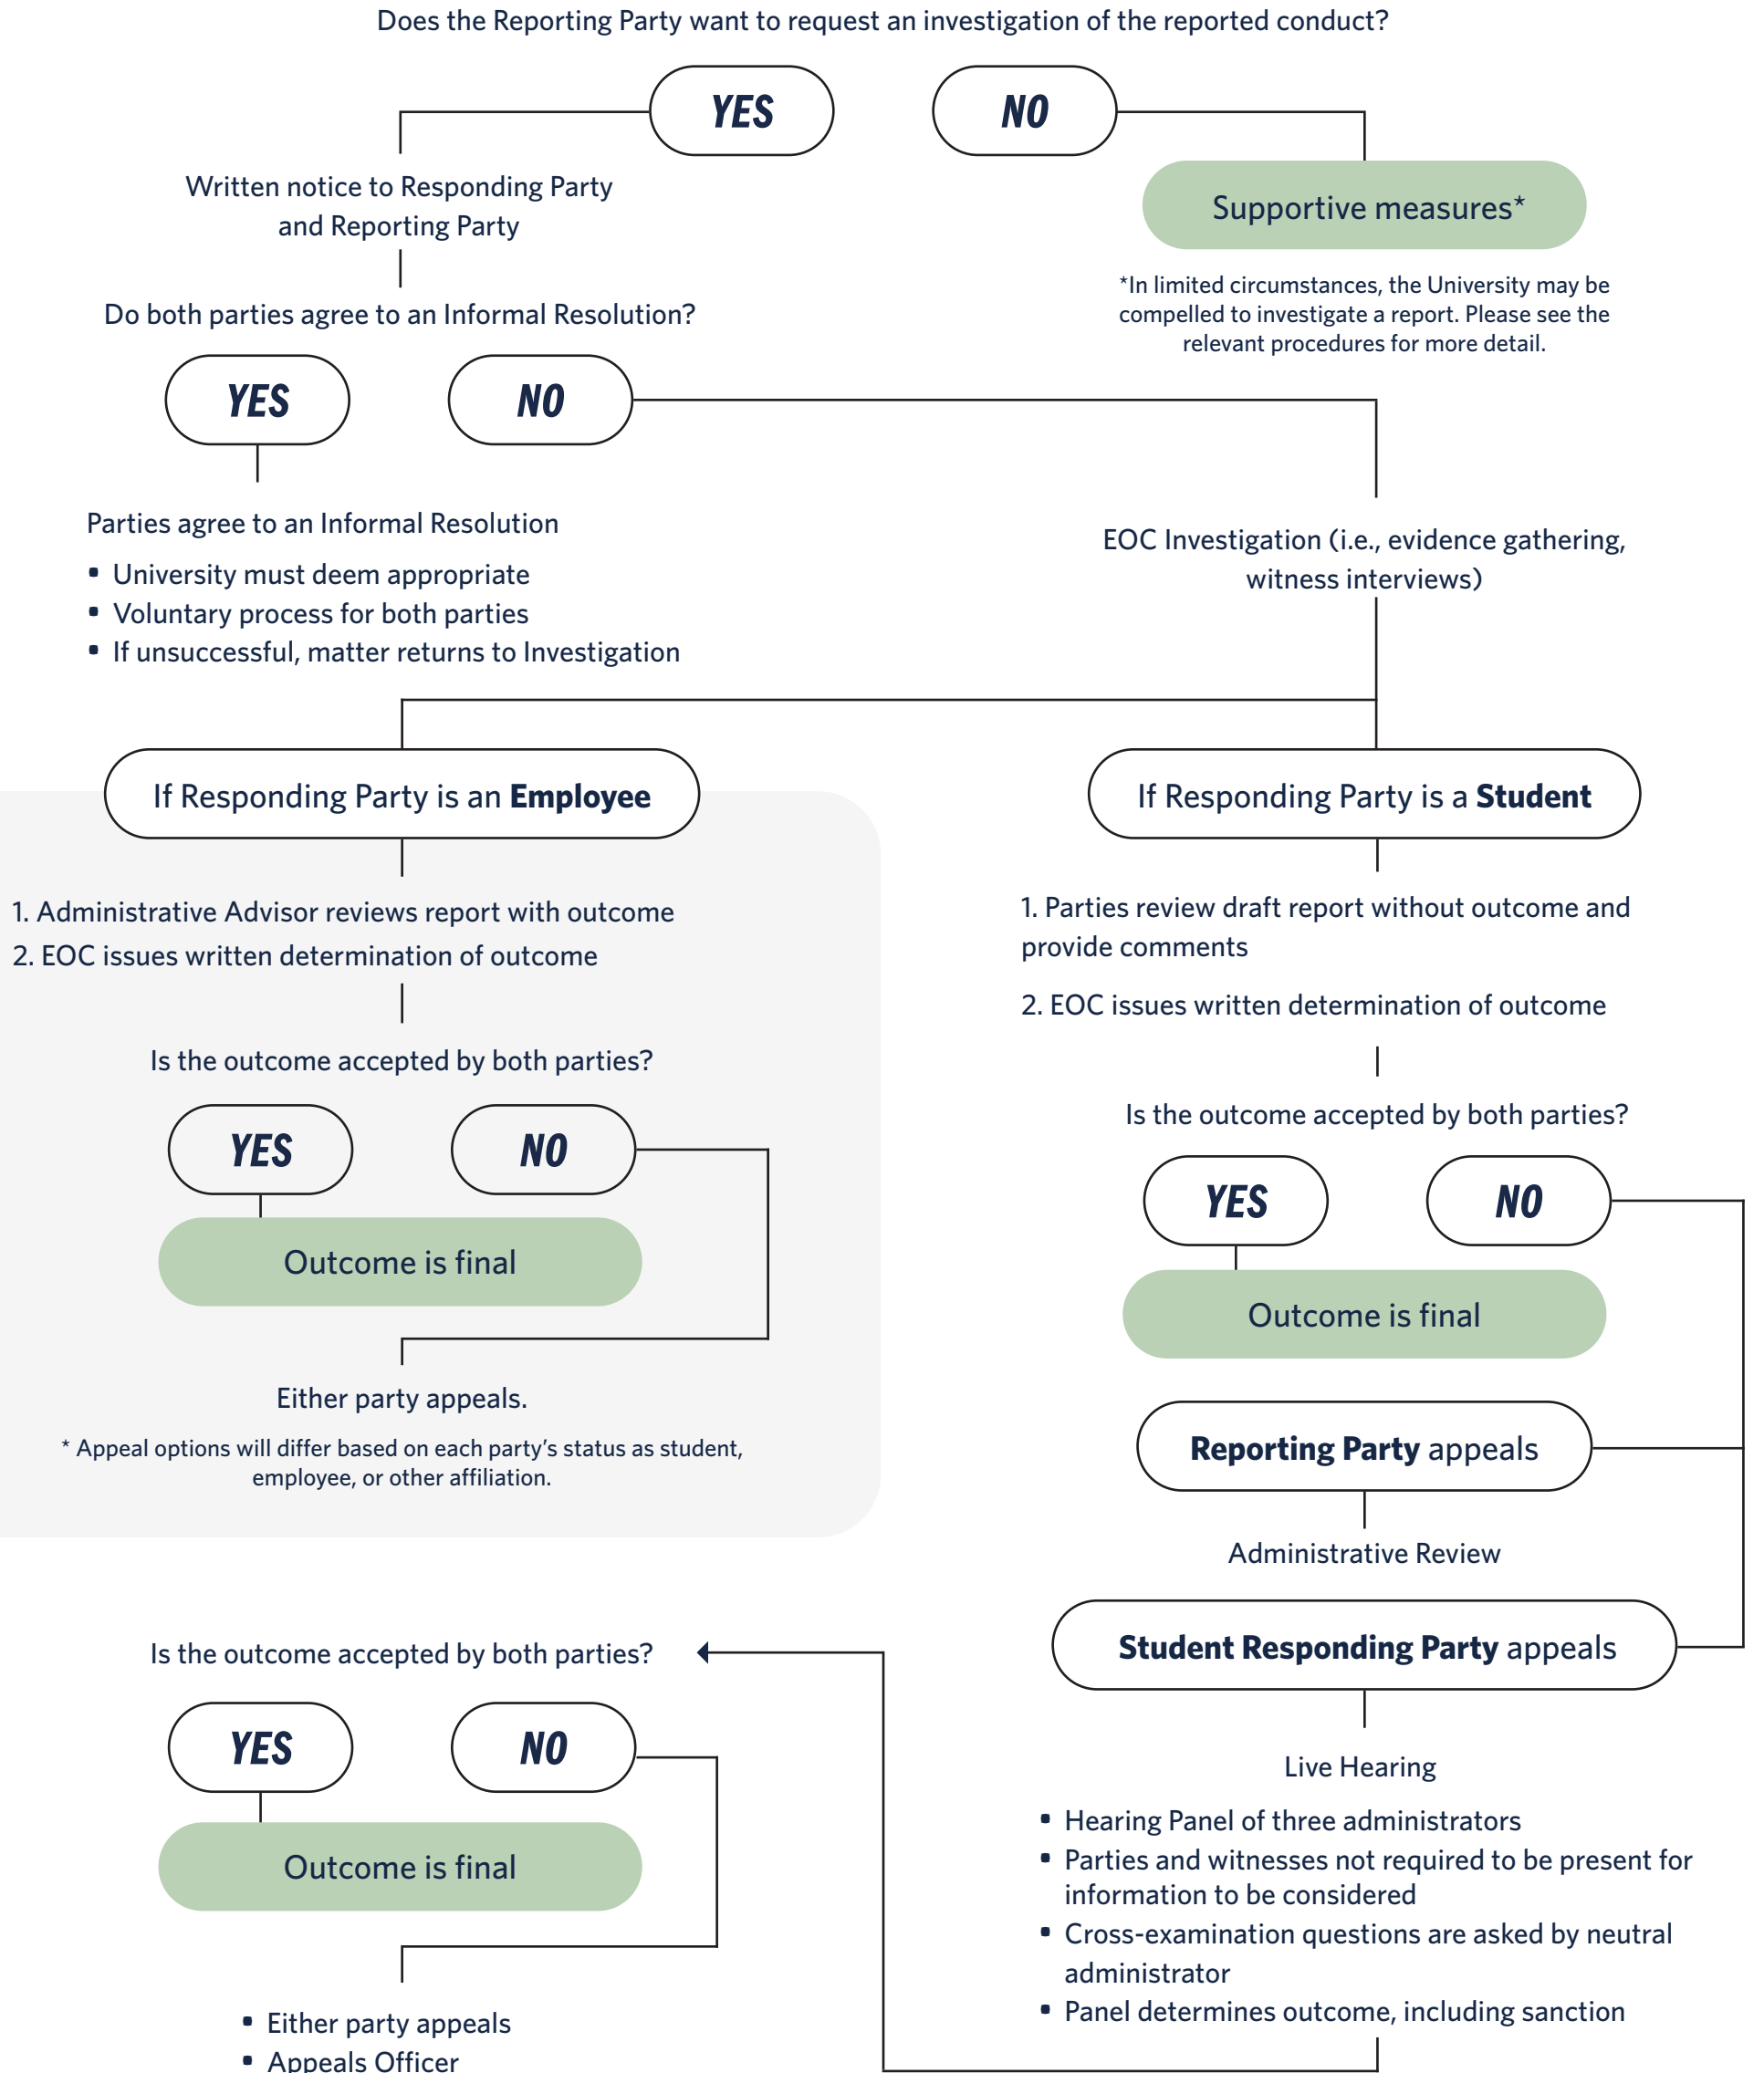 Does the Reporting Party want to request an investigation of the reported conduct?
YES
NO
Written notice to Responding Party
and Reporting Party
Supportive measures*
*In limited circumstances, the University may be
compelled to investigate a report. Please see the
relevant procedures for more detail.
Do both parties agree to an Informal Resolution?
YES
NO
Parties agree to an Informal Resolution
▪ University must deem appropriate
▪ Voluntary process for both parties
▪ If unsuccessful, matter returns to Investigation
EOC Investigation (i.e., evidence gathering,
witness interviews)
If Responding Party is an Employee
1. Administrative Advisor reviews report with outcome
2. EOC issues written determination of outcome
Is the outcome accepted by both parties?
YES
NO
Outcome is final
Either party appeals.
* Appeal options will differ based on each party’s status as student,
employee, or other affiliation.
If Responding Party is a Student
1. Parties review draft report without outcome and
provide comments
2. EOC issues written determination of outcome
Is the outcome accepted by both parties?
YES
NO
Outcome is final
Reporting Party appeals
Administrative Review
Student Responding Party appeals
Live Hearing
▪ Hearing Panel of three administrators
▪ Parties and witnesses not required to be present for
information to be considered
▪ Cross-examination questions are asked by neutral
administrator
▪ Panel determines outcome, including sanction
Is the outcome accepted by both parties?
YES
NO
Outcome is final
▪ Either party appeals
▪ Appeals Officer